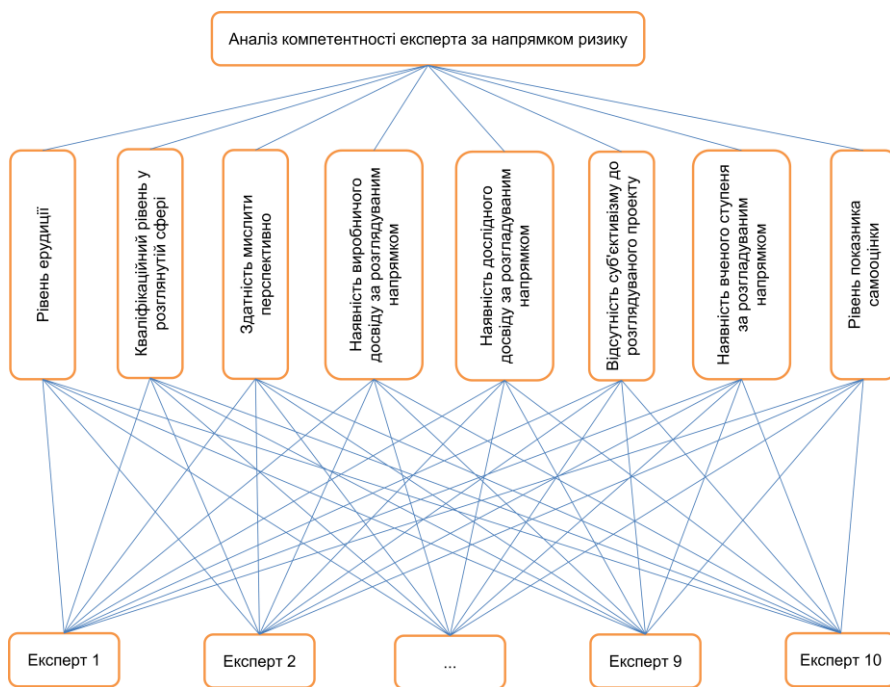 Аналіз компетентності експерта за напрямком ризику
Рівень ерудиції
Кваліфікаційний рівень у
розглянутій сфері
Здатність мислити
перспективно
Наявність виробничого
досвіду за розглядуваним
напрямком
Наявність дослідного
досвіду за розгладуваним
напрямком
Відсутність суб'єктивізму до
розглядуваного проекту
Наявність вченого ступеня
за розгладуваним
напрямком
Рівень показника
самооцінки
Експерт 1
Експерт 2
...
Експерт 9
Експерт 10